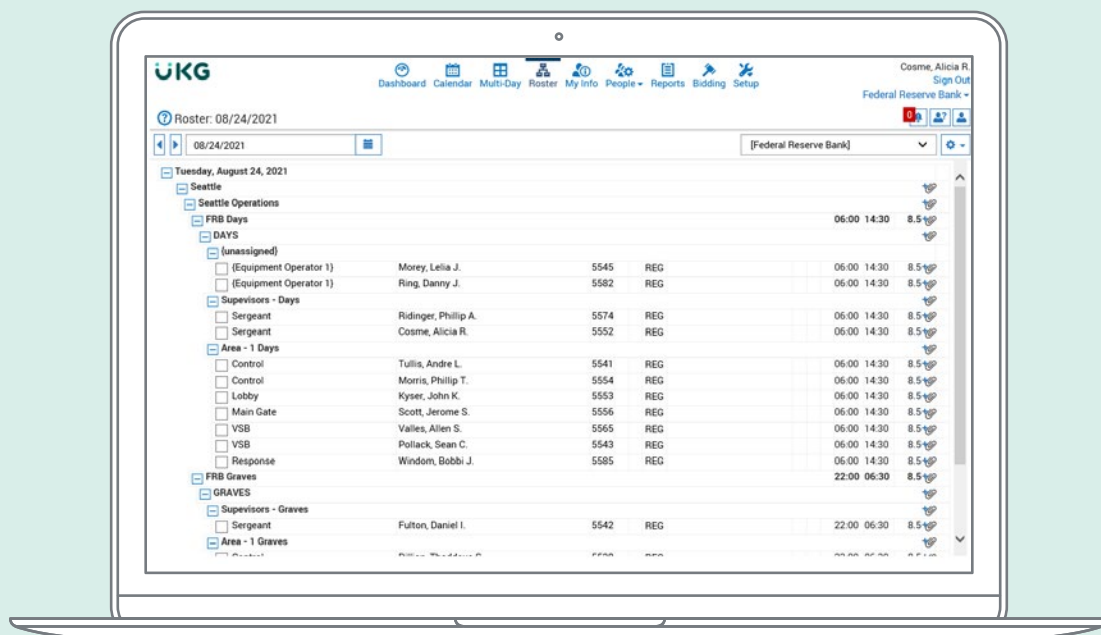 UKG
Dashboard Calendar Multi-Day Roster My Info People Reports Bidding Setup
Cosme, Alicia R.
Sign Out
Federal Reserve Bank
Roster: 08/24/2021
0
08/24/2021
[Federal Reserve Bank]
Tuesday, August 24, 2021
Seattle
Seattle Operations
FRB Days 06:00 14:30 8.5
DAYS
{unassigned}
{Equipment Operator 1} Morey, Lelia J. 5545 REG 06:00 14:30 8.5
{Equipment Operator 1} Ring, Danny J. 5582 REG 06:00 14:30 8.5
Supevisors - Days
Sergeant Ridinger, Phillip A. 5574 REG 06:00 14:30 8.5
Sergeant Cosme, Alicia R. 5552 REG 06:00 14:30 8.5
Area - 1 Days
Control Tullis, Andre L. 5541 REG 06:00 14:30 8.5
Control Morris, Phillip T. 5554 REG 06:00 14:30 8.5
Lobby Kyser, John K. 5553 REG 06:00 14:30 8.5
Main Gate Scott, Jerome S. 5556 REG 06:00 14:30 8.5
VSB Valles, Allen S. 5565 REG 06:00 14:30 8.5
VSB Pollack, Sean C. 5543 REG 06:00 14:30 8.5
Response Windom, Bobbi J. 5585 REG 06:00 14:30 8.5
FRB Graves 22:00 06:30 8.5
GRAVES
Supevisors - Graves
Sergeant Fulton, Daniel I. 5542 REG 22:00 06:30 8.5
Area - 1 Graves